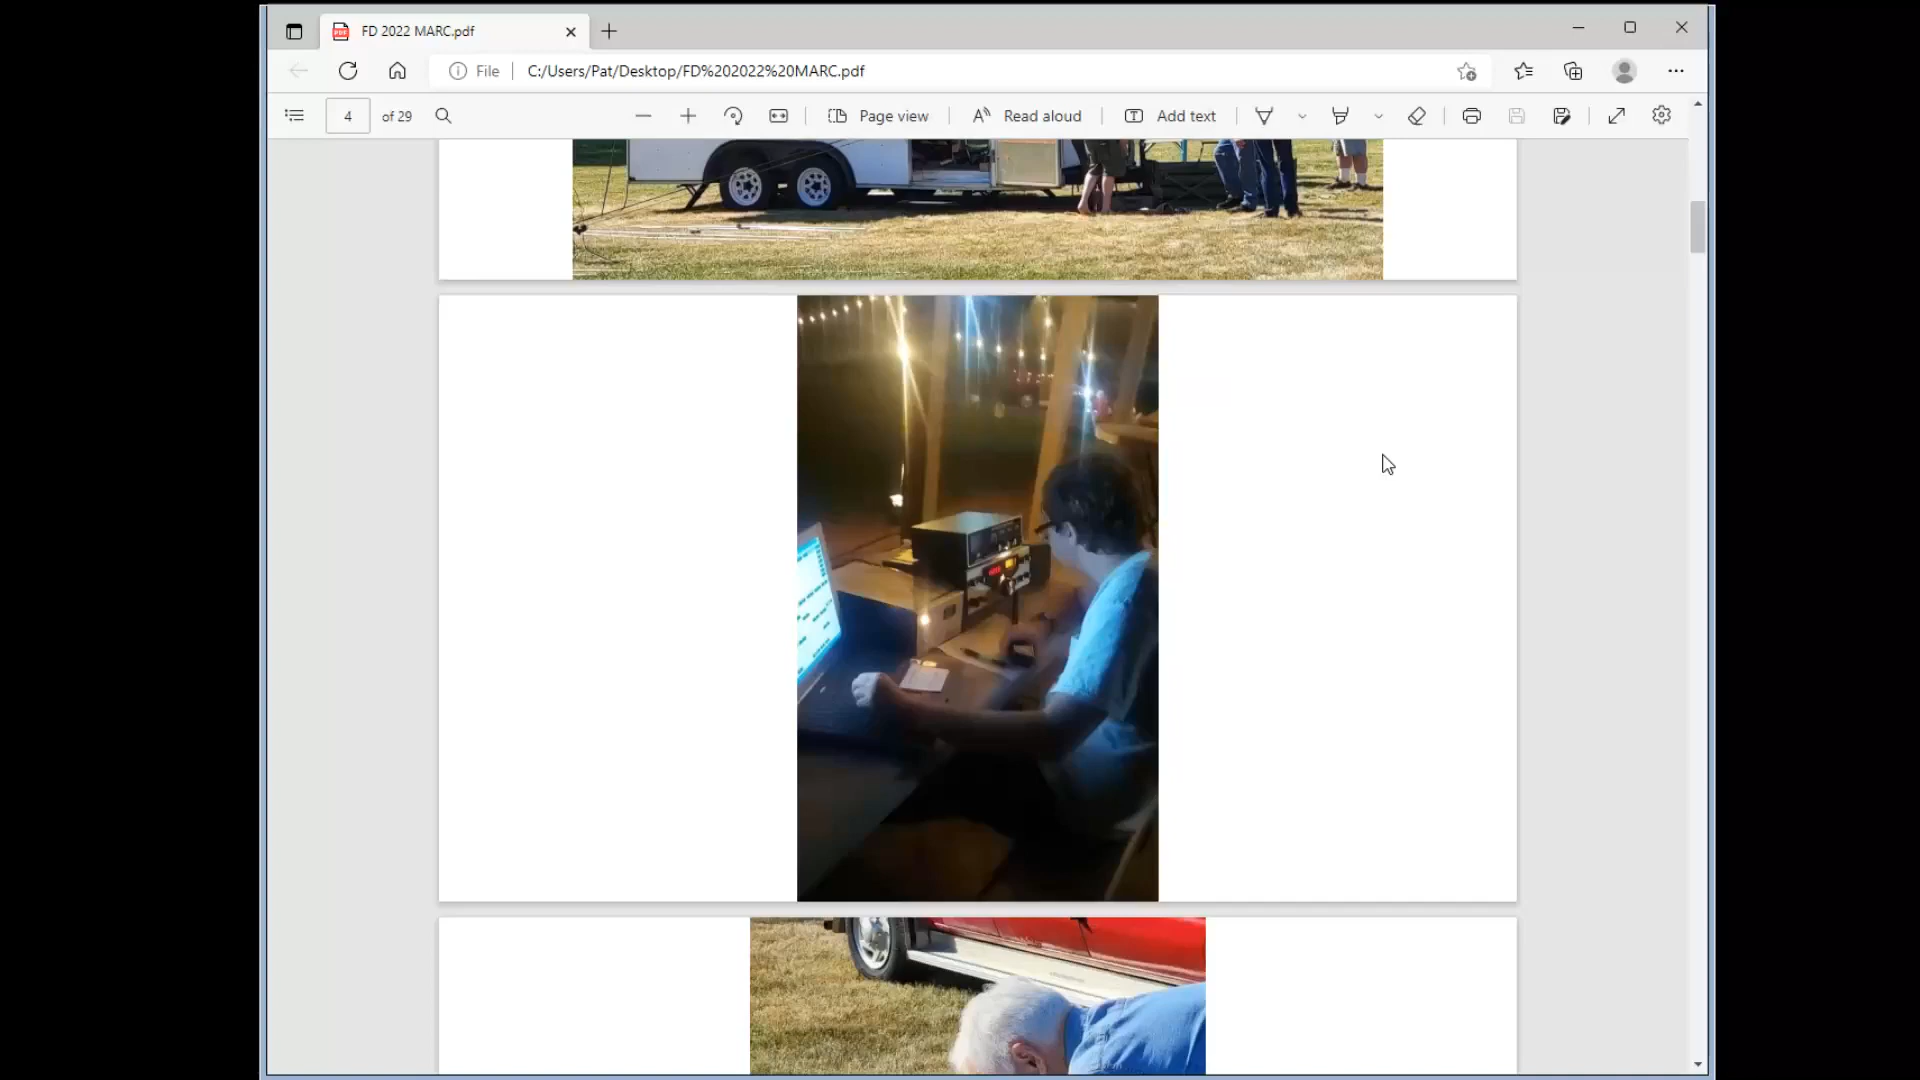 FD 2022 MARC.pdf
File C:/Users/Pat/Desktop/FD%202022%20MARC.pdf
4 of 29 Page view Read aloud Add text